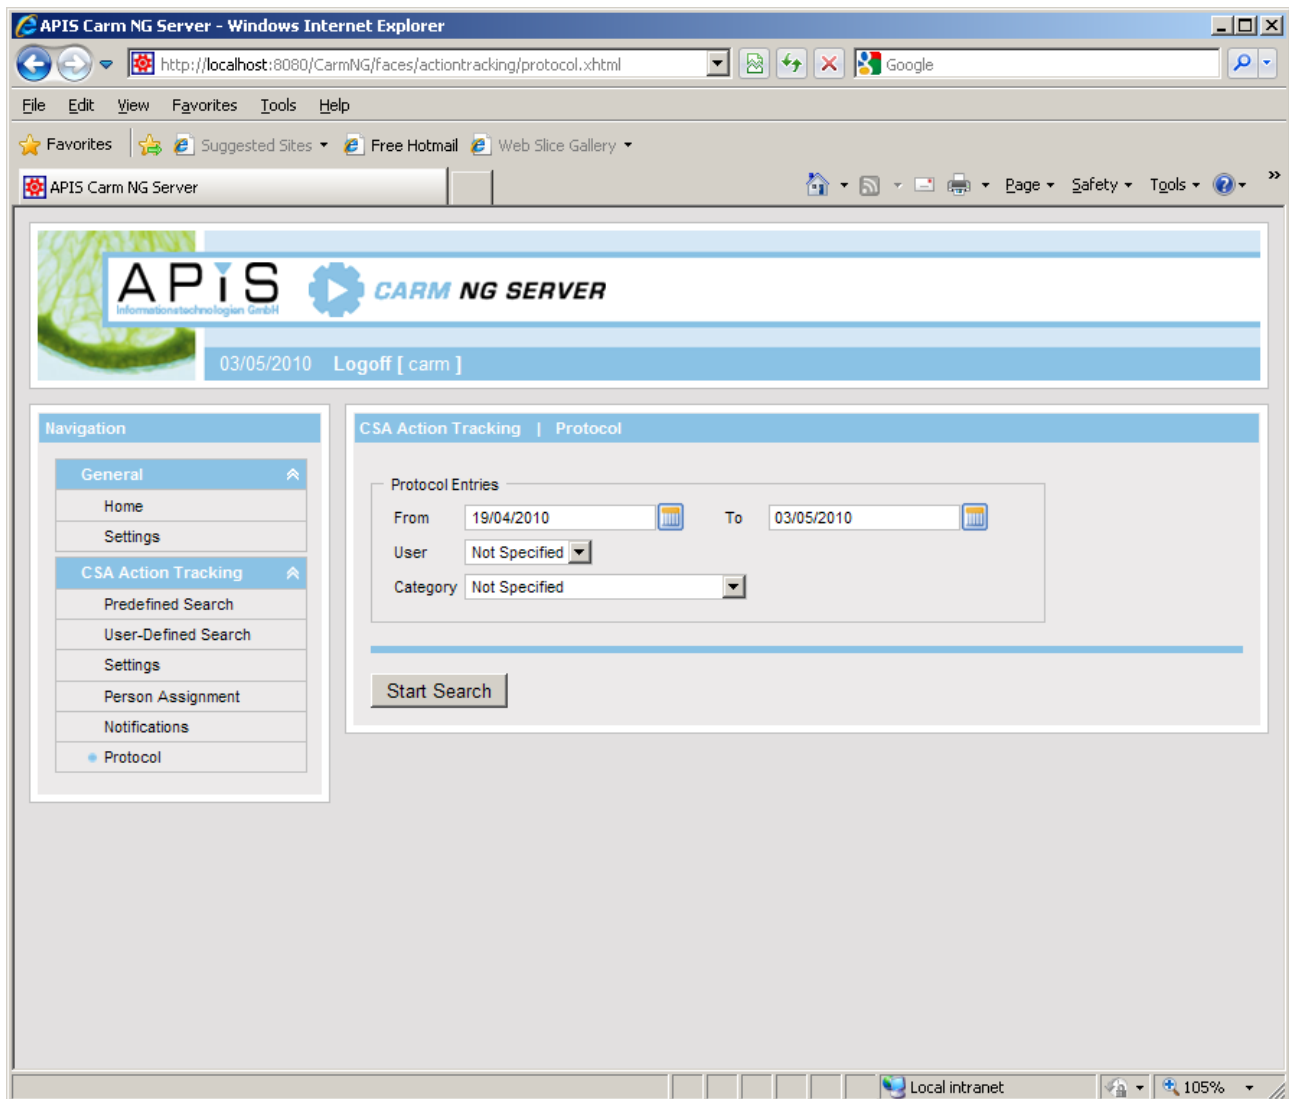 APIS Carm NG Server - Windows Internet Explorer
http://localhost:8080/CarmNG/faces/actiontracking/protocol.xhtml
Google
File Edit View Favorites Tools Help
Favorites Suggested Sites Free Hotmail Web Slice Gallery
APIS Carm NG Server
Page Safety Tools
APiS
Informationstechnologien GmbH
CARM NG SERVER
03/05/2010 Logoff [ carm ]
Navigation
General
Home
Settings
CSA Action Tracking
Predefined Search
User-Defined Search
Settings
Person Assignment
Notifications
Protocol
CSA Action Tracking | Protocol
Protocol Entries
From 19/04/2010 To 03/05/2010
User Not Specified
Category Not Specified
Start Search
Local intranet
105%